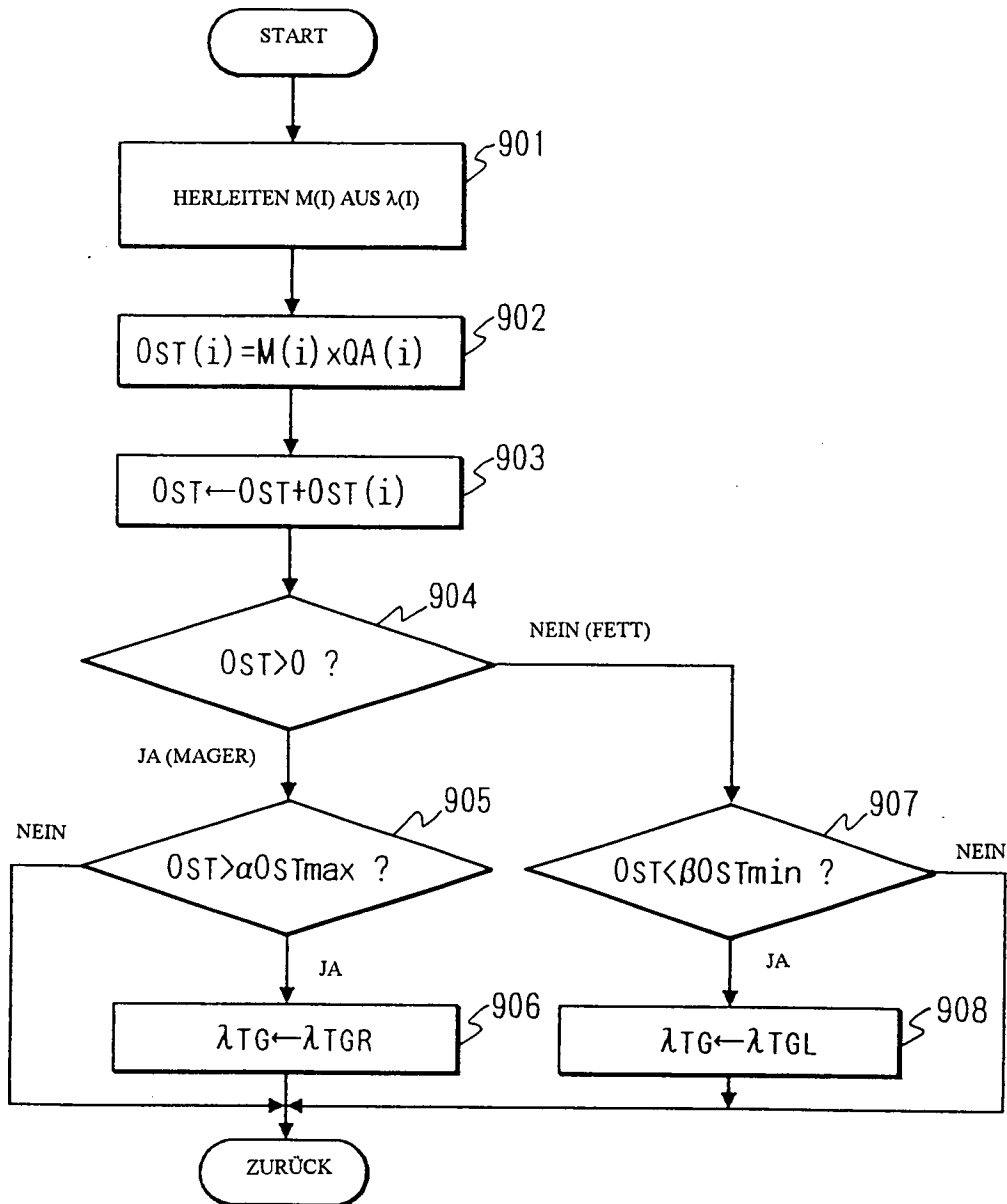 START
901
HERLEITEN M(I) AUS λ(I)
902
OST(i)=M(i)xQA(i)
903
OST←OST+OST(i)
904
NEIN (FETT)
OST>0 ?
JA (MAGER)
905
907
NEIN
OST>αOSTmax ?
OST<βOSTmin ?
NEIN
JA
JA
906
908
λTG←λTGR
λTG←λTGL
ZURÜCK